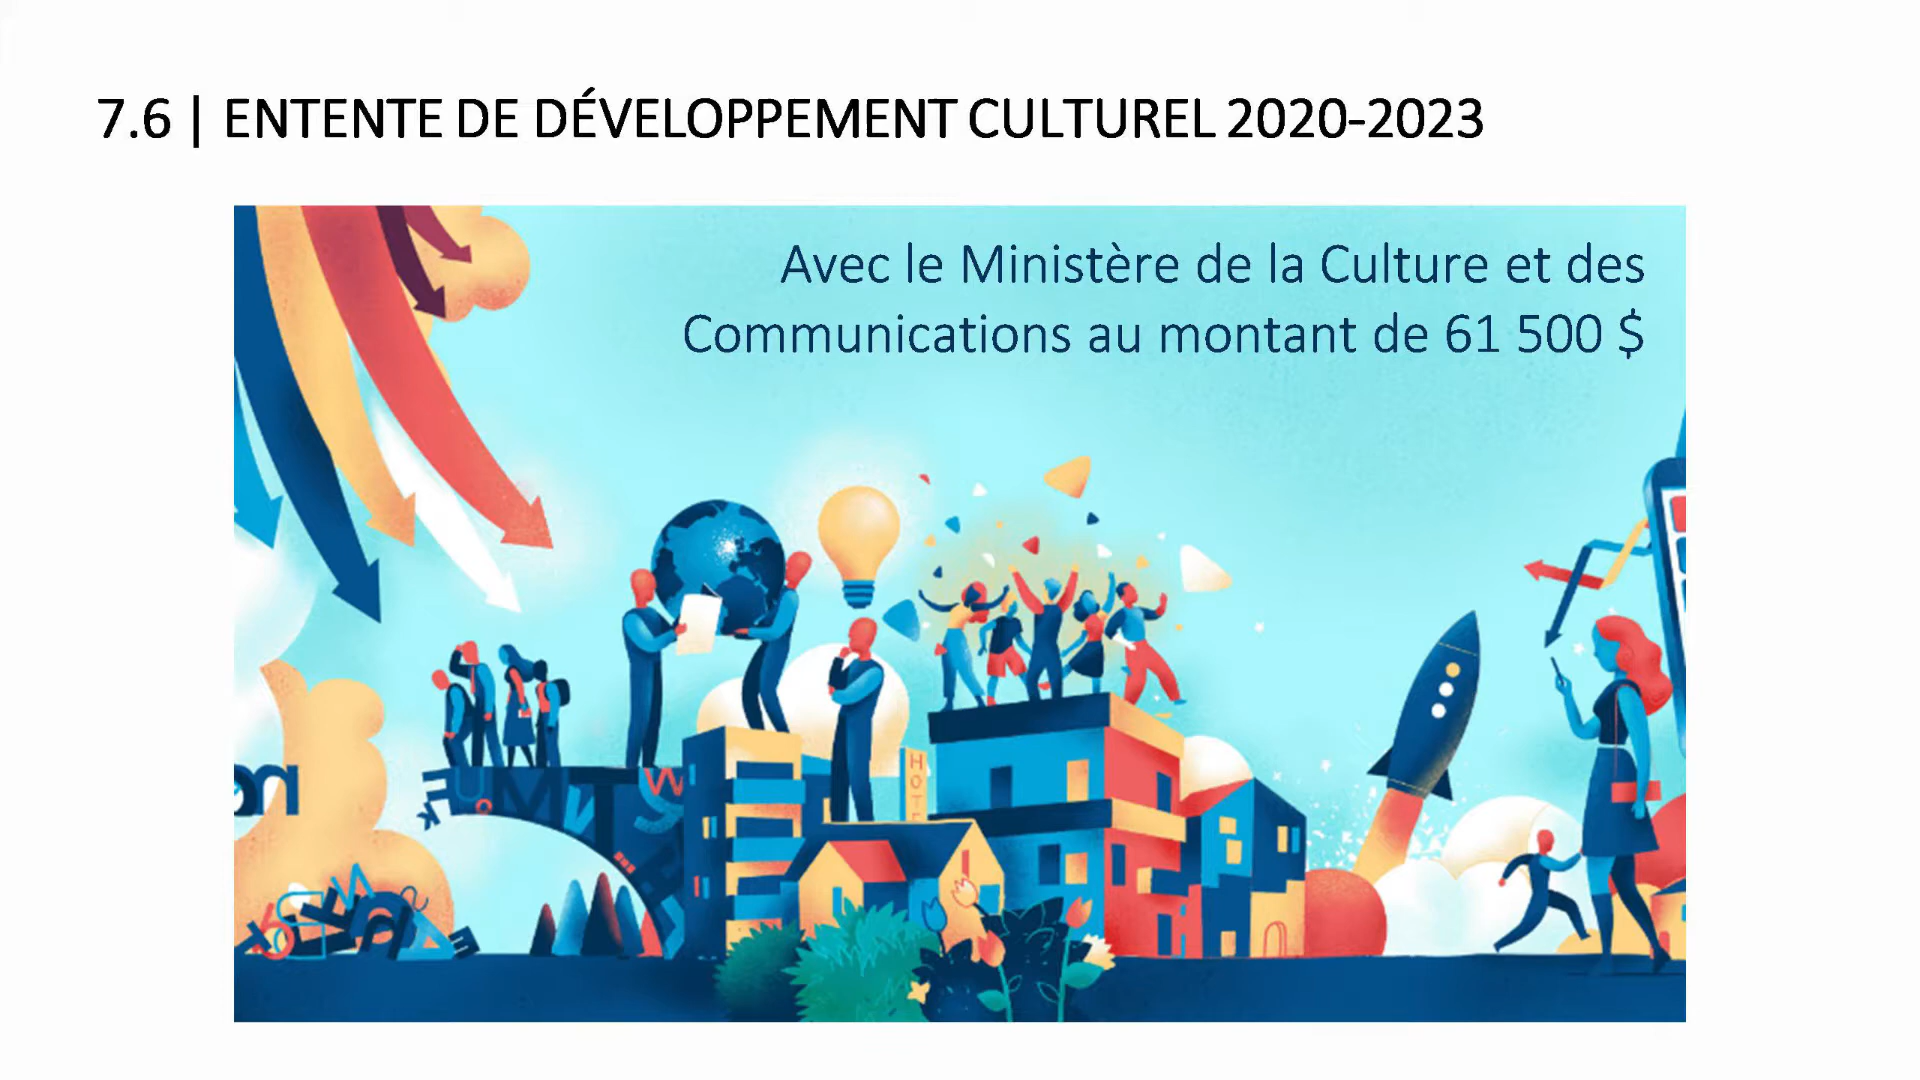 7.6 | ENTENTE DE DÉVELOPPEMENT CULTUREL 2020-2023
Avec le Ministère de la Culture et des
Communications au montant de 61 500 $
HOTE